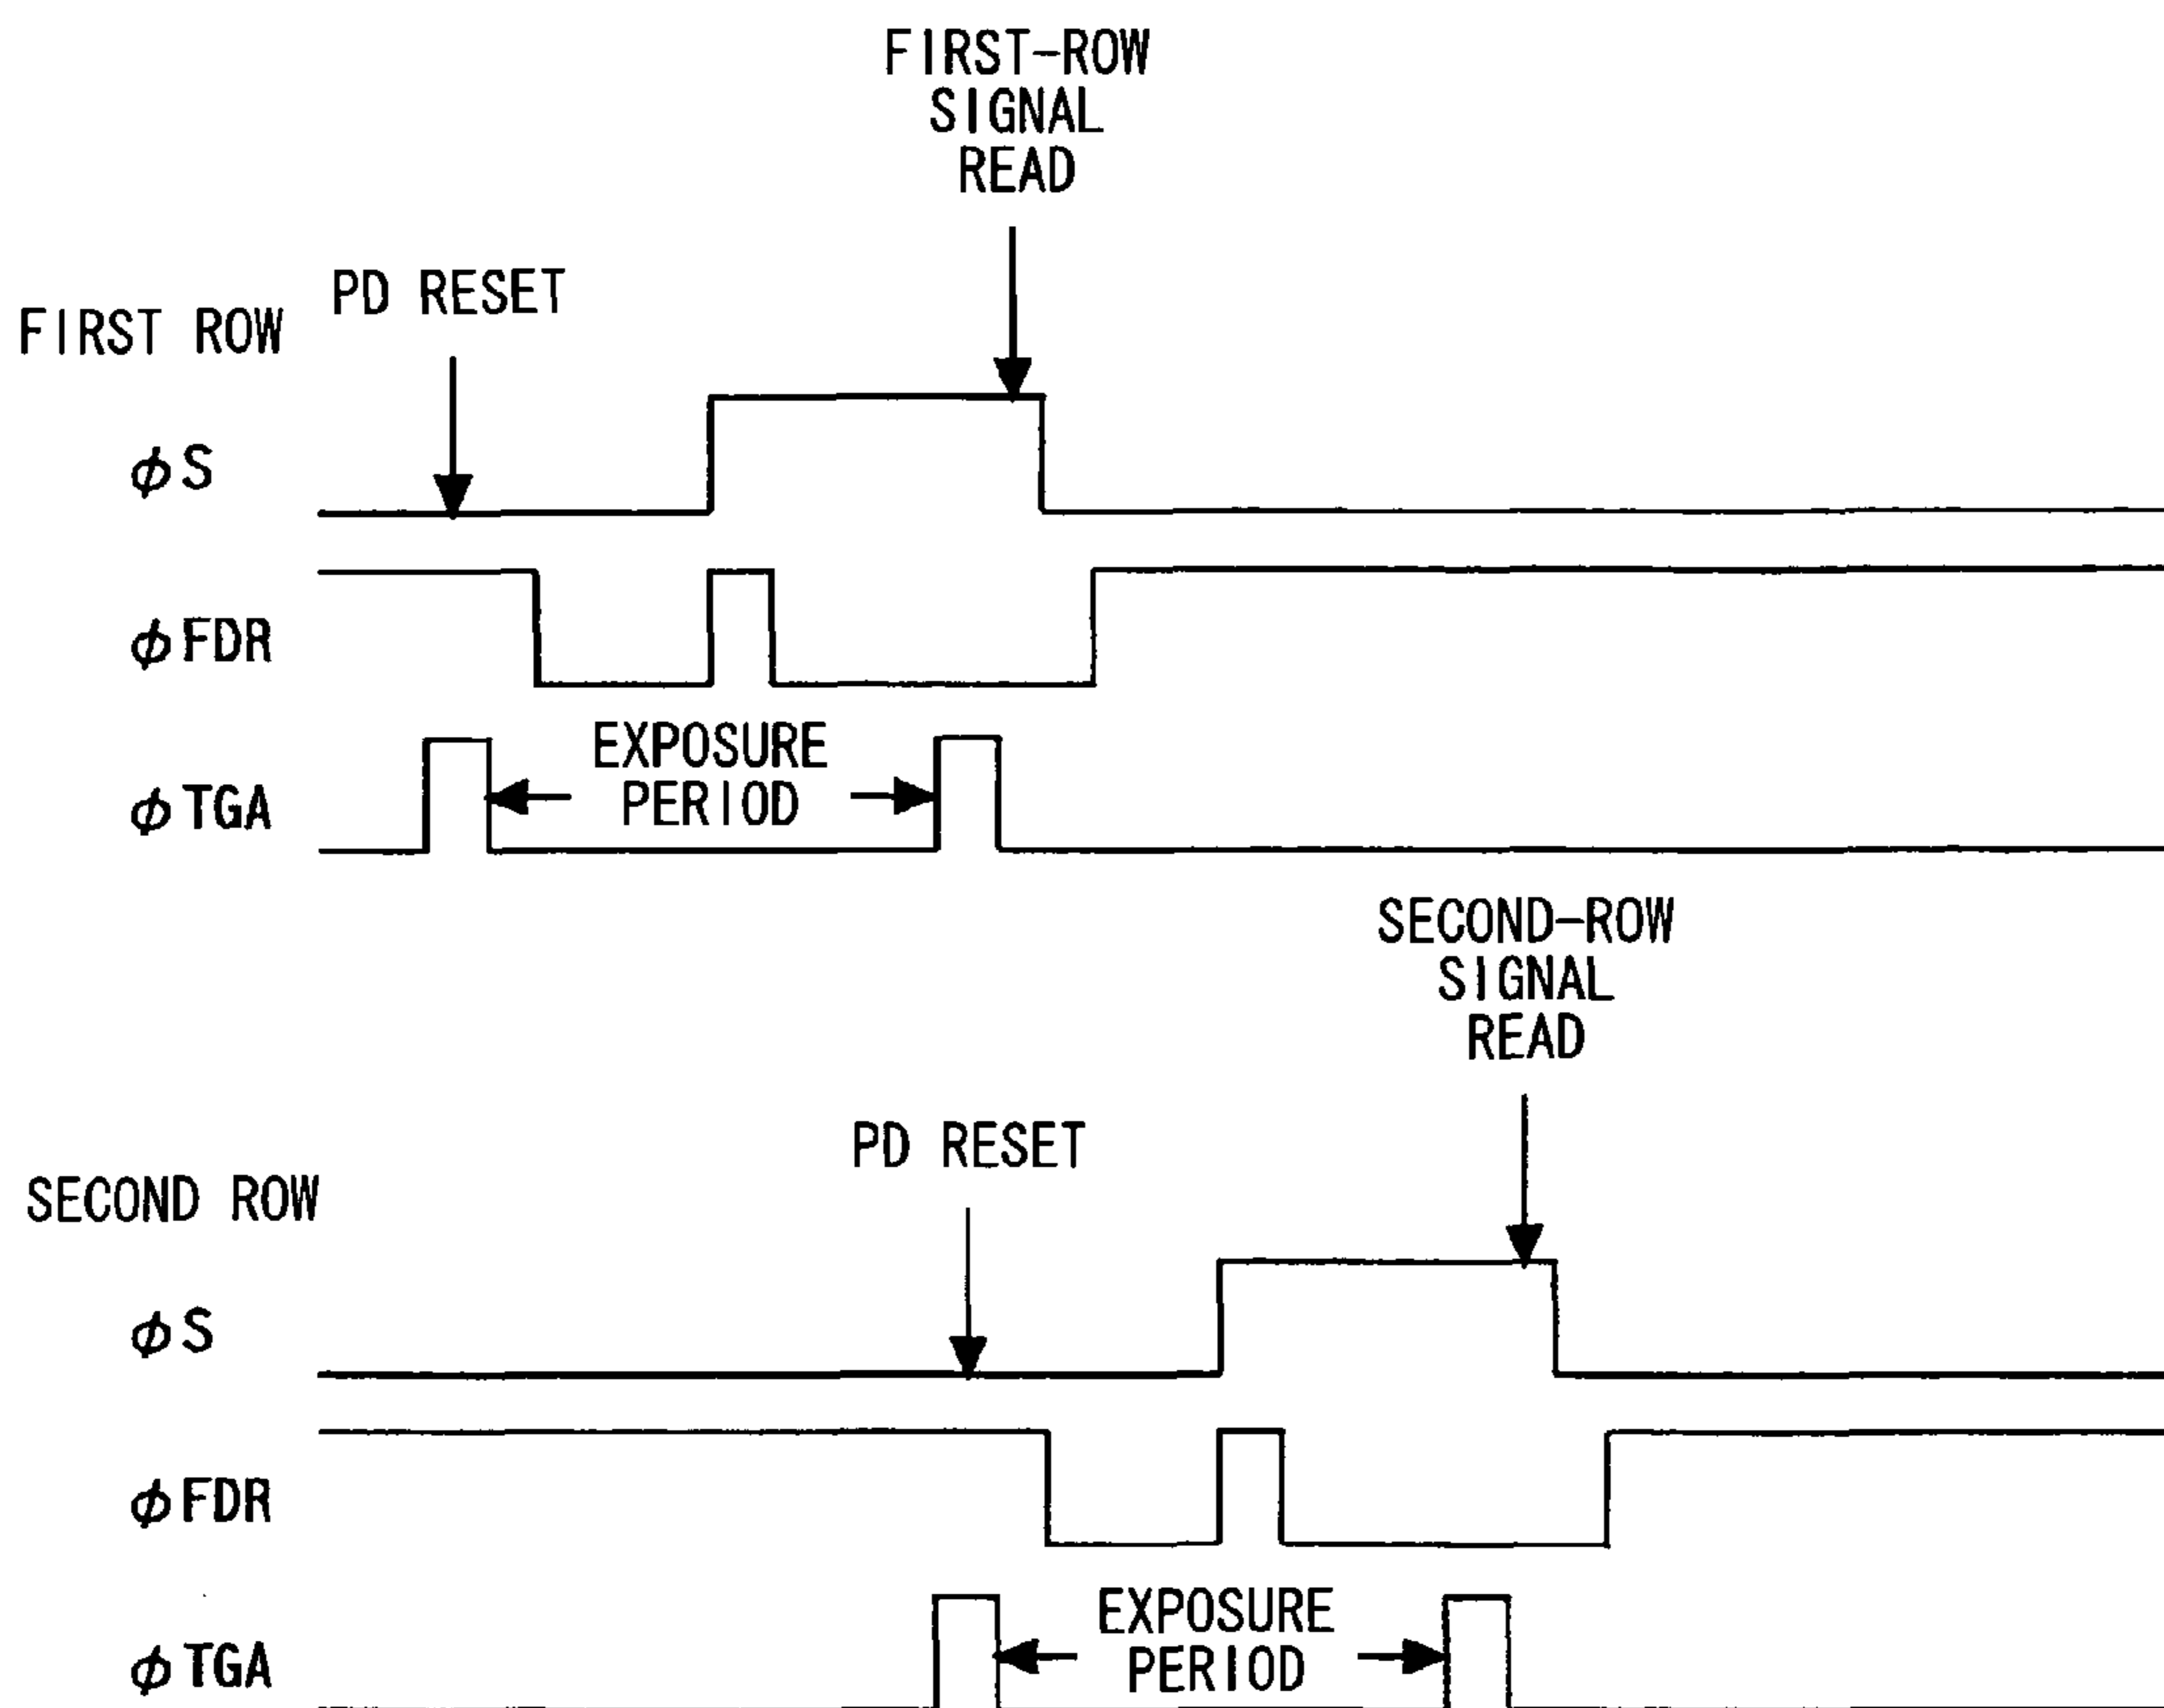 FIRST-ROW
SIGNAL
READ
PD RESET
FIRST ROW
ϕS
ϕFDR
EXPOSURE
PERIOD
ϕTGA
SECOND-ROW
SIGNAL
READ
PD RESET
SECOND ROW
ϕS
ϕFDR
EXPOSURE
PERIOD
ϕTGA